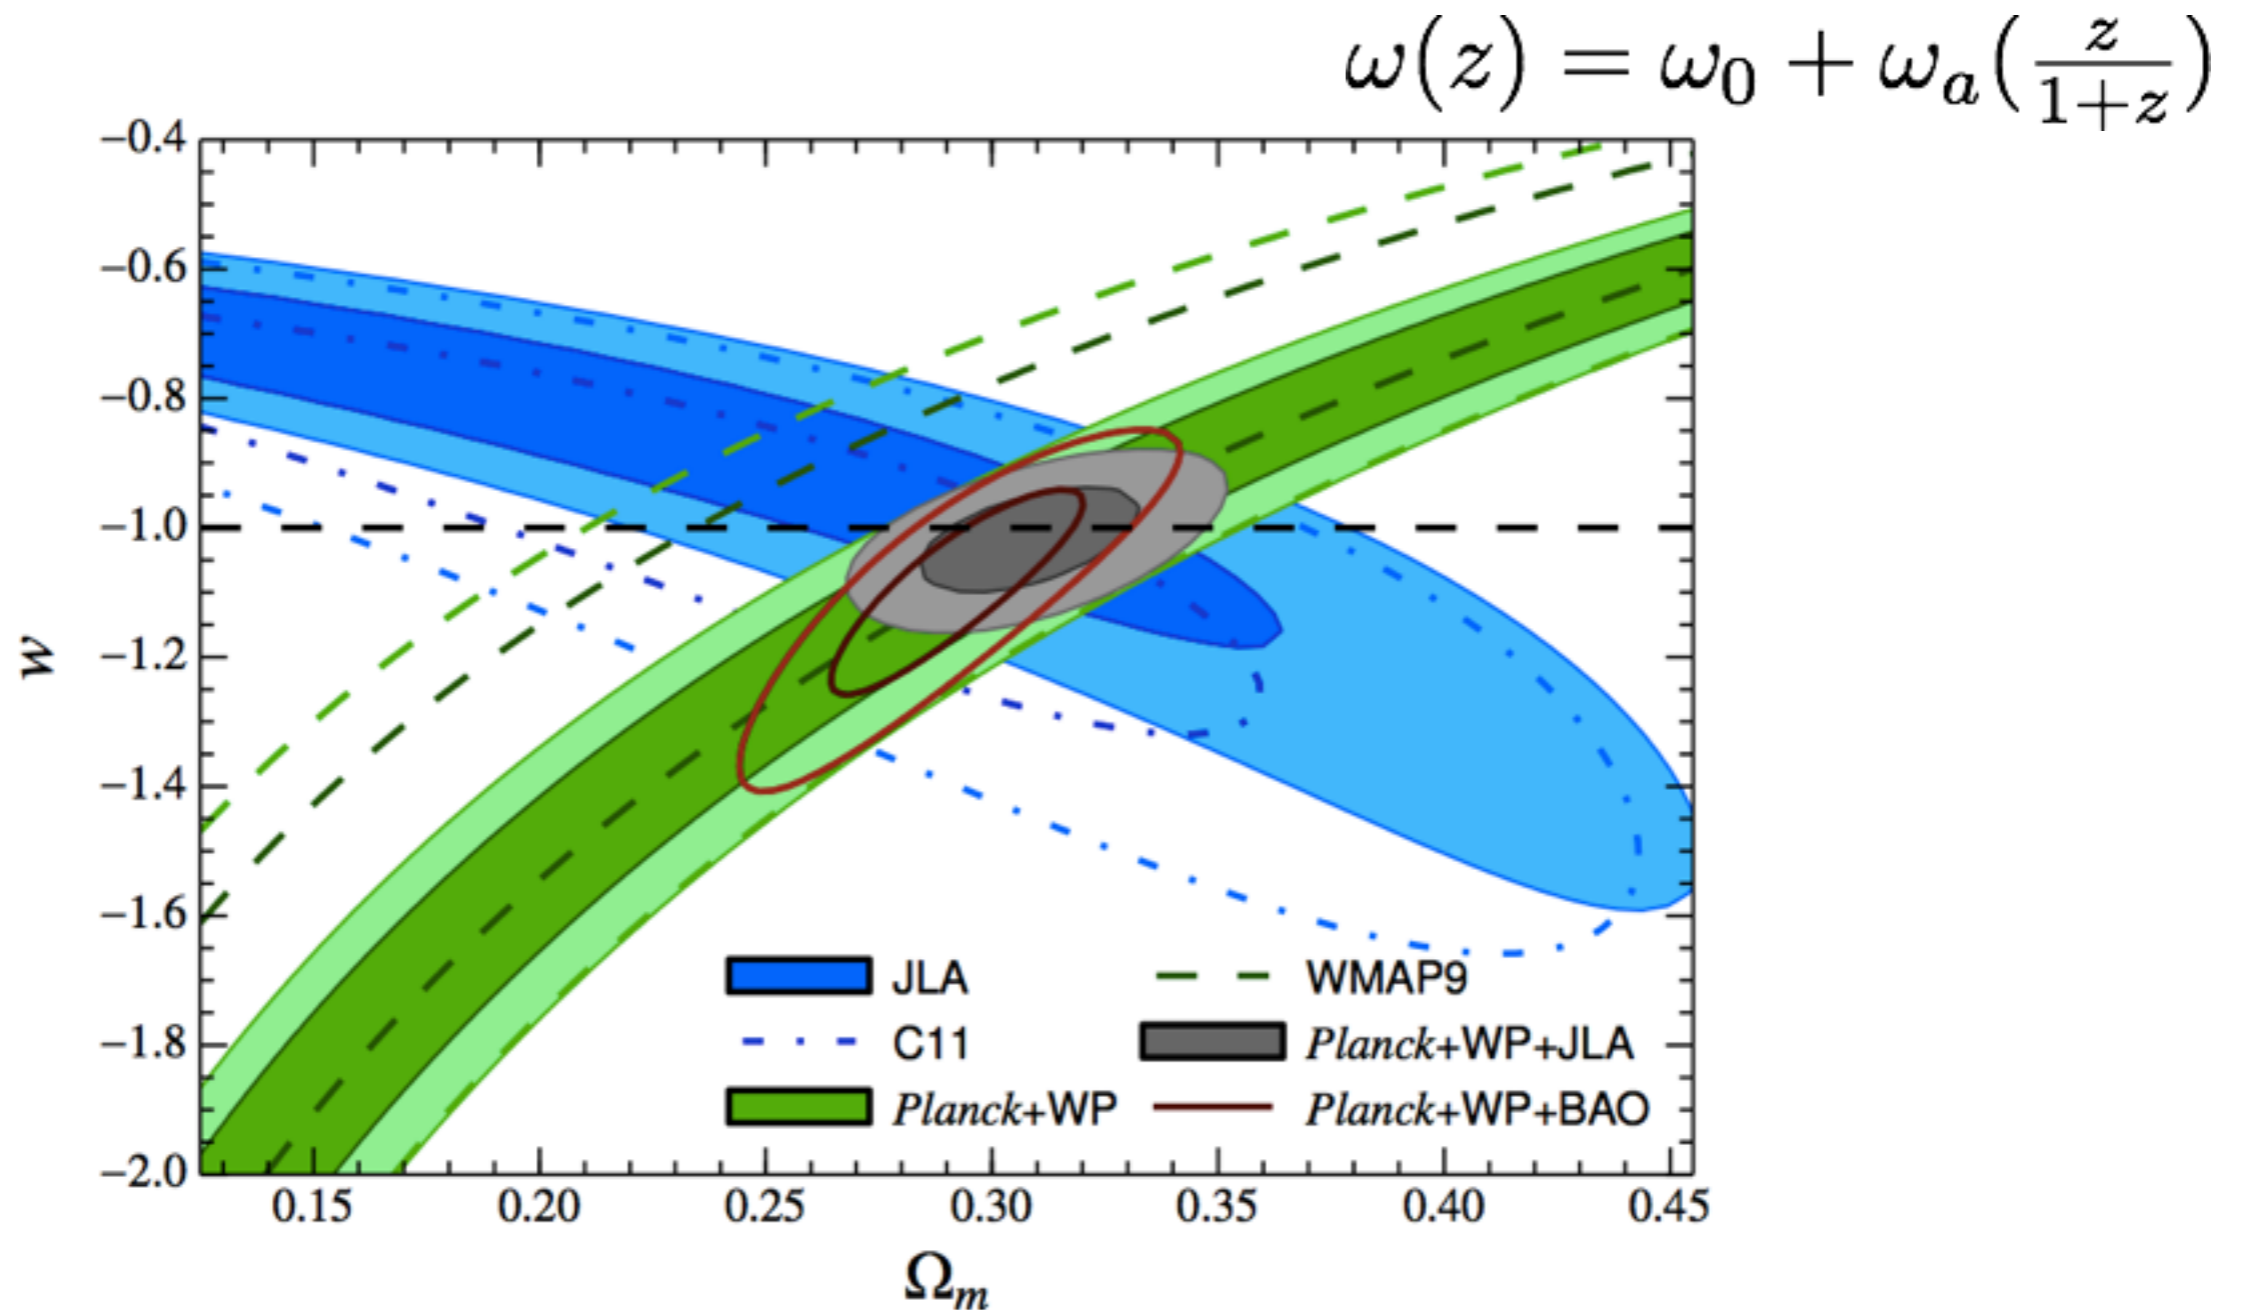 ω(z) = ω₀ + ωₐ(z/(1+z))
−0.4
−0.6
−0.8
−1.0
−1.2
−1.4
−1.6
−1.8
−2.0
w
JLA
WMAP9
C11
Planck+WP+JLA
Planck+WP
Planck+WP+BAO
0.15 0.20 0.25 0.30 0.35 0.40 0.45
Ωₘ